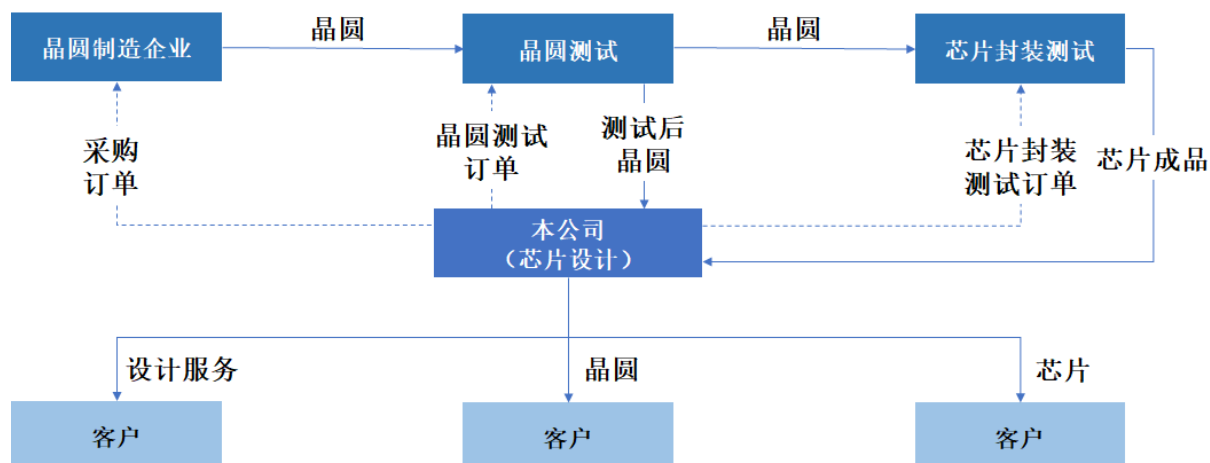 晶圆制造企业
晶圆
晶圆测试
晶圆
芯片封装测试
采购
订单
晶圆测试
订单
测试后
晶圆
芯片封装
测试订单
芯片成品
本公司
（芯片设计）
设计服务
晶圆
芯片
客户
客户
客户